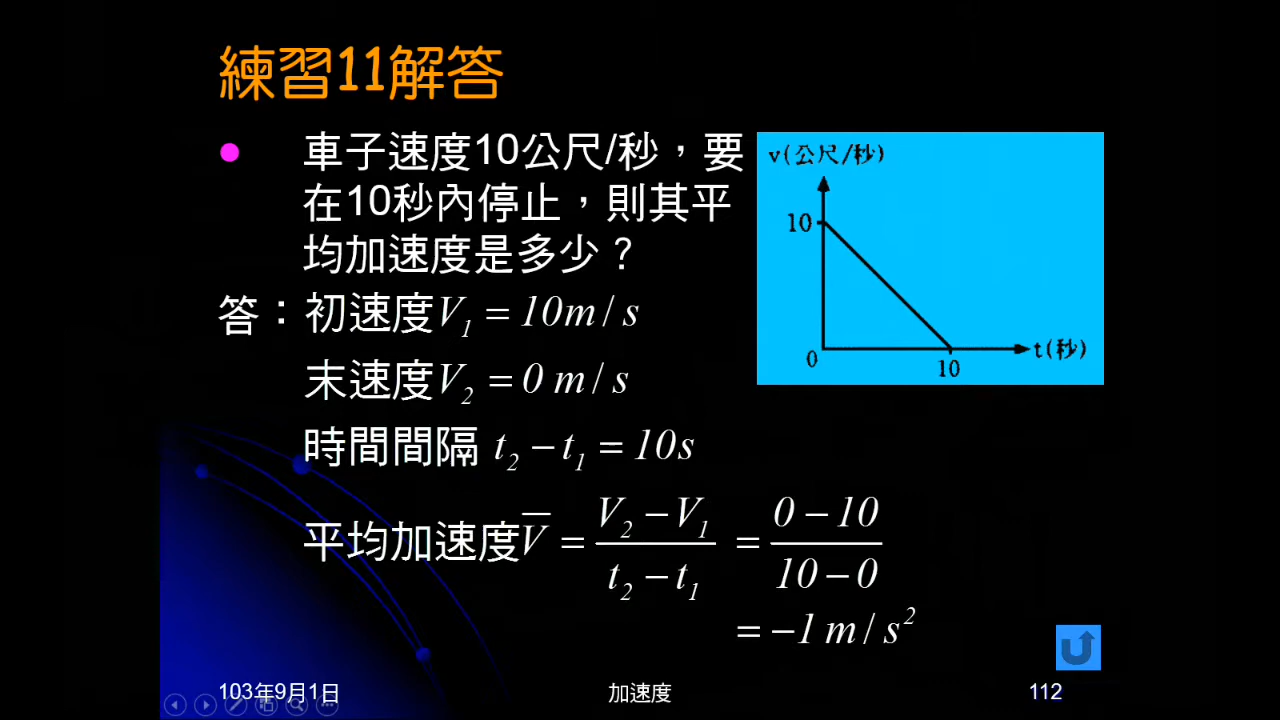 練習11解答
車子速度10公尺/秒，要
在10秒內停止，則其平
均加速度是多少？
v(公尺/秒)
10
0
10
t(秒)
答：初速度V₁ = 10m / s
末速度V₂ = 0 m / s
時間間隔 t₂ − t₁ = 10s
平均加速度V̅ = (V₂ − V₁)/(t₂ − t₁) = (0 − 10)/(10 − 0)
= −1 m / s²
103年9月1日
加速度
112